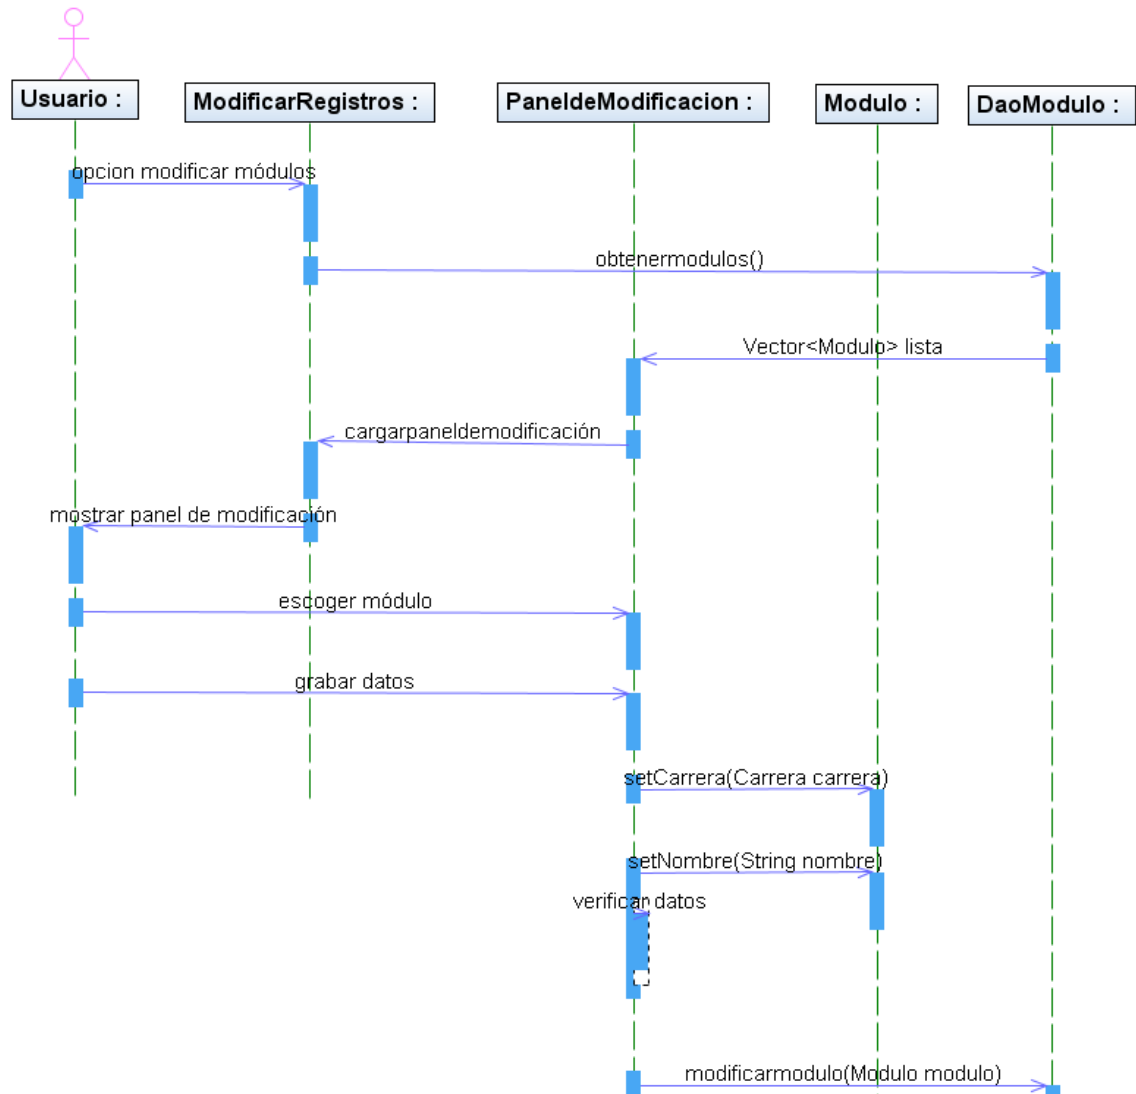 Usuario :
ModificarRegistros :
PaneldeModificacion :
Modulo :
DaoModulo :
opcion modificar módulos
obtenermodulos()
Vector<Modulo> lista
cargarpaneldemodificación
mostrar panel de modificación
escoger módulo
grabar datos
setCarrera(Carrera carrera)
setNombre(String nombre)
verificar datos
modificarmodulo(Modulo modulo)